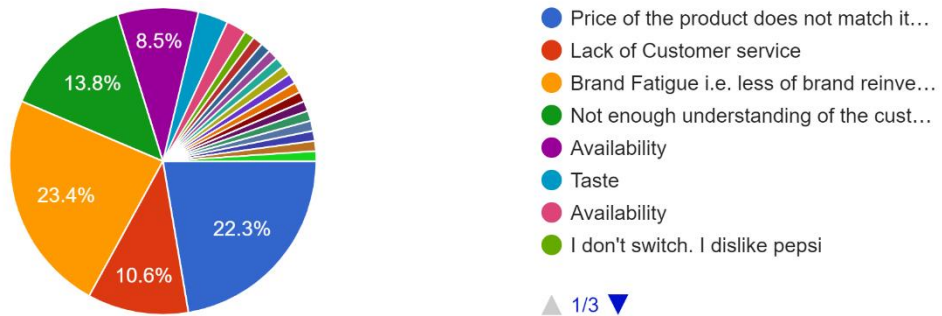 8.5%
13.8%
23.4%
22.3%
10.6%
Price of the product does not match it…
Lack of Customer service
Brand Fatigue i.e. less of brand reinve…
Not enough understanding of the cust…
Availability
Taste
Availability
I don't switch. I dislike pepsi
1/3